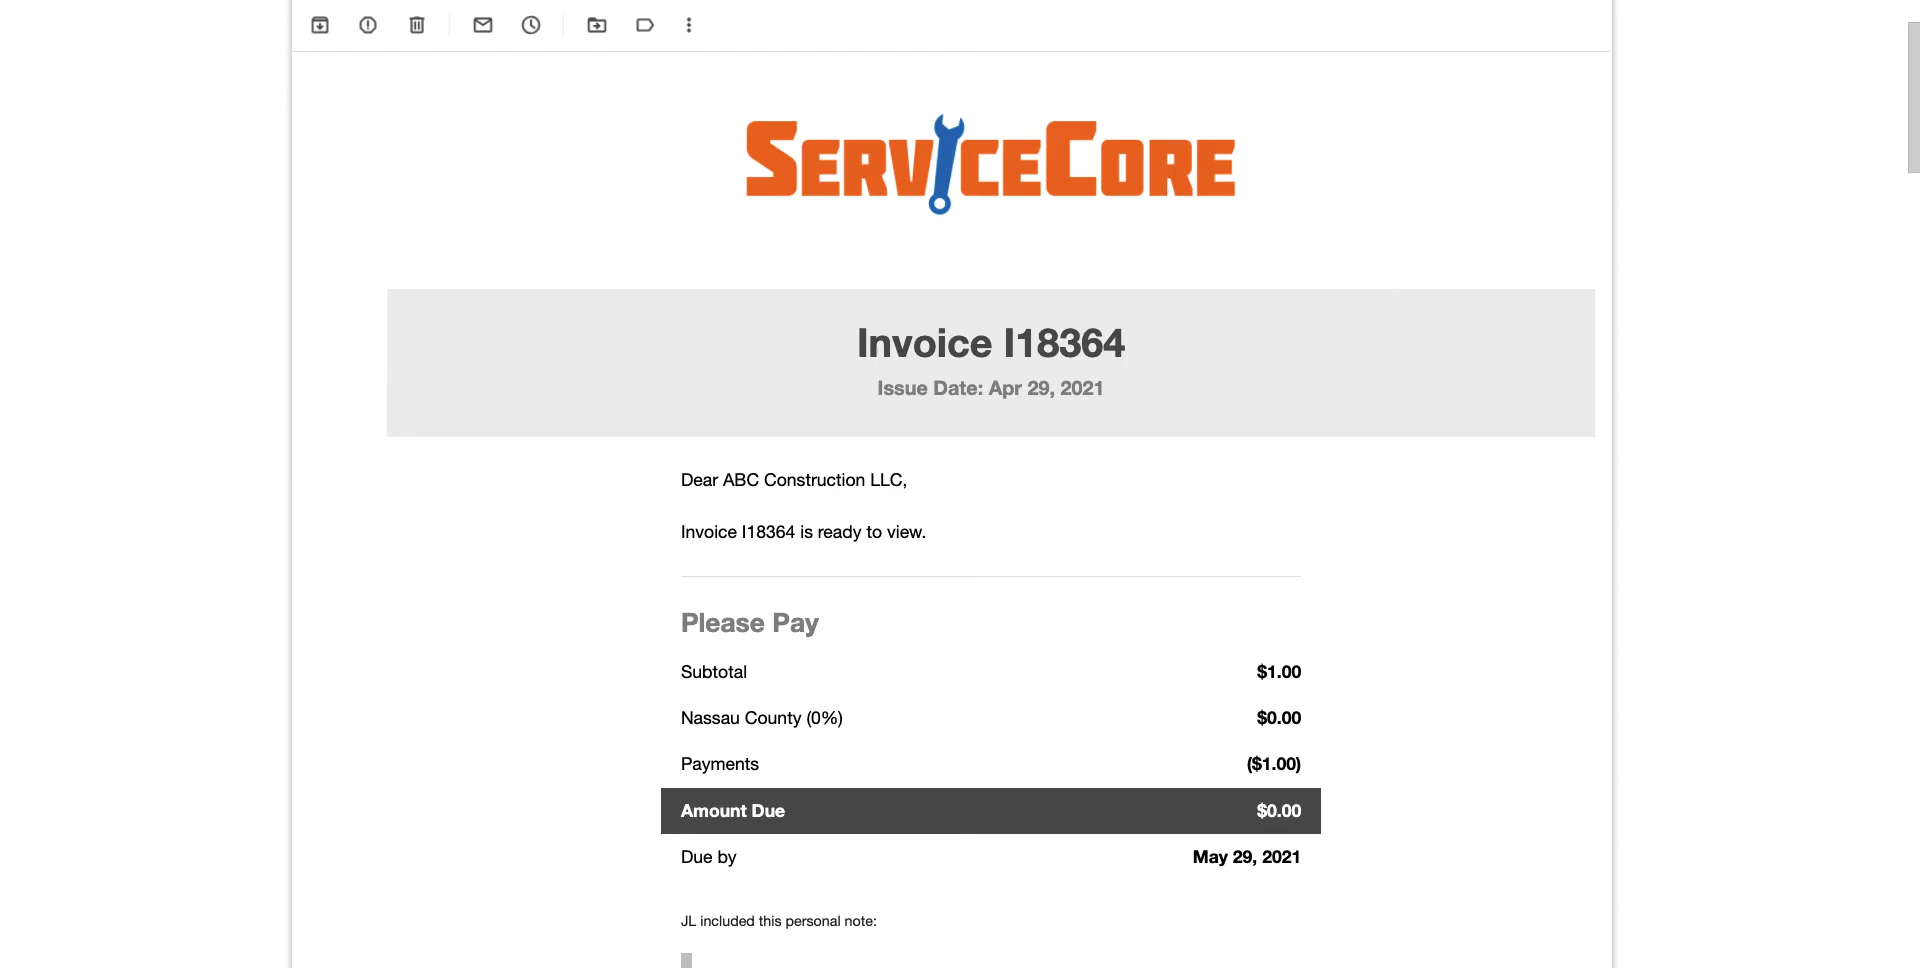 SERVICECORE
Invoice I18364
Issue Date: Apr 29, 2021
Dear ABC Construction LLC,
Invoice I18364 is ready to view.
Please Pay
Subtotal $1.00
Nassau County (0%) $0.00
Payments ($1.00)
Amount Due $0.00
Due by May 29, 2021
JL included this personal note: